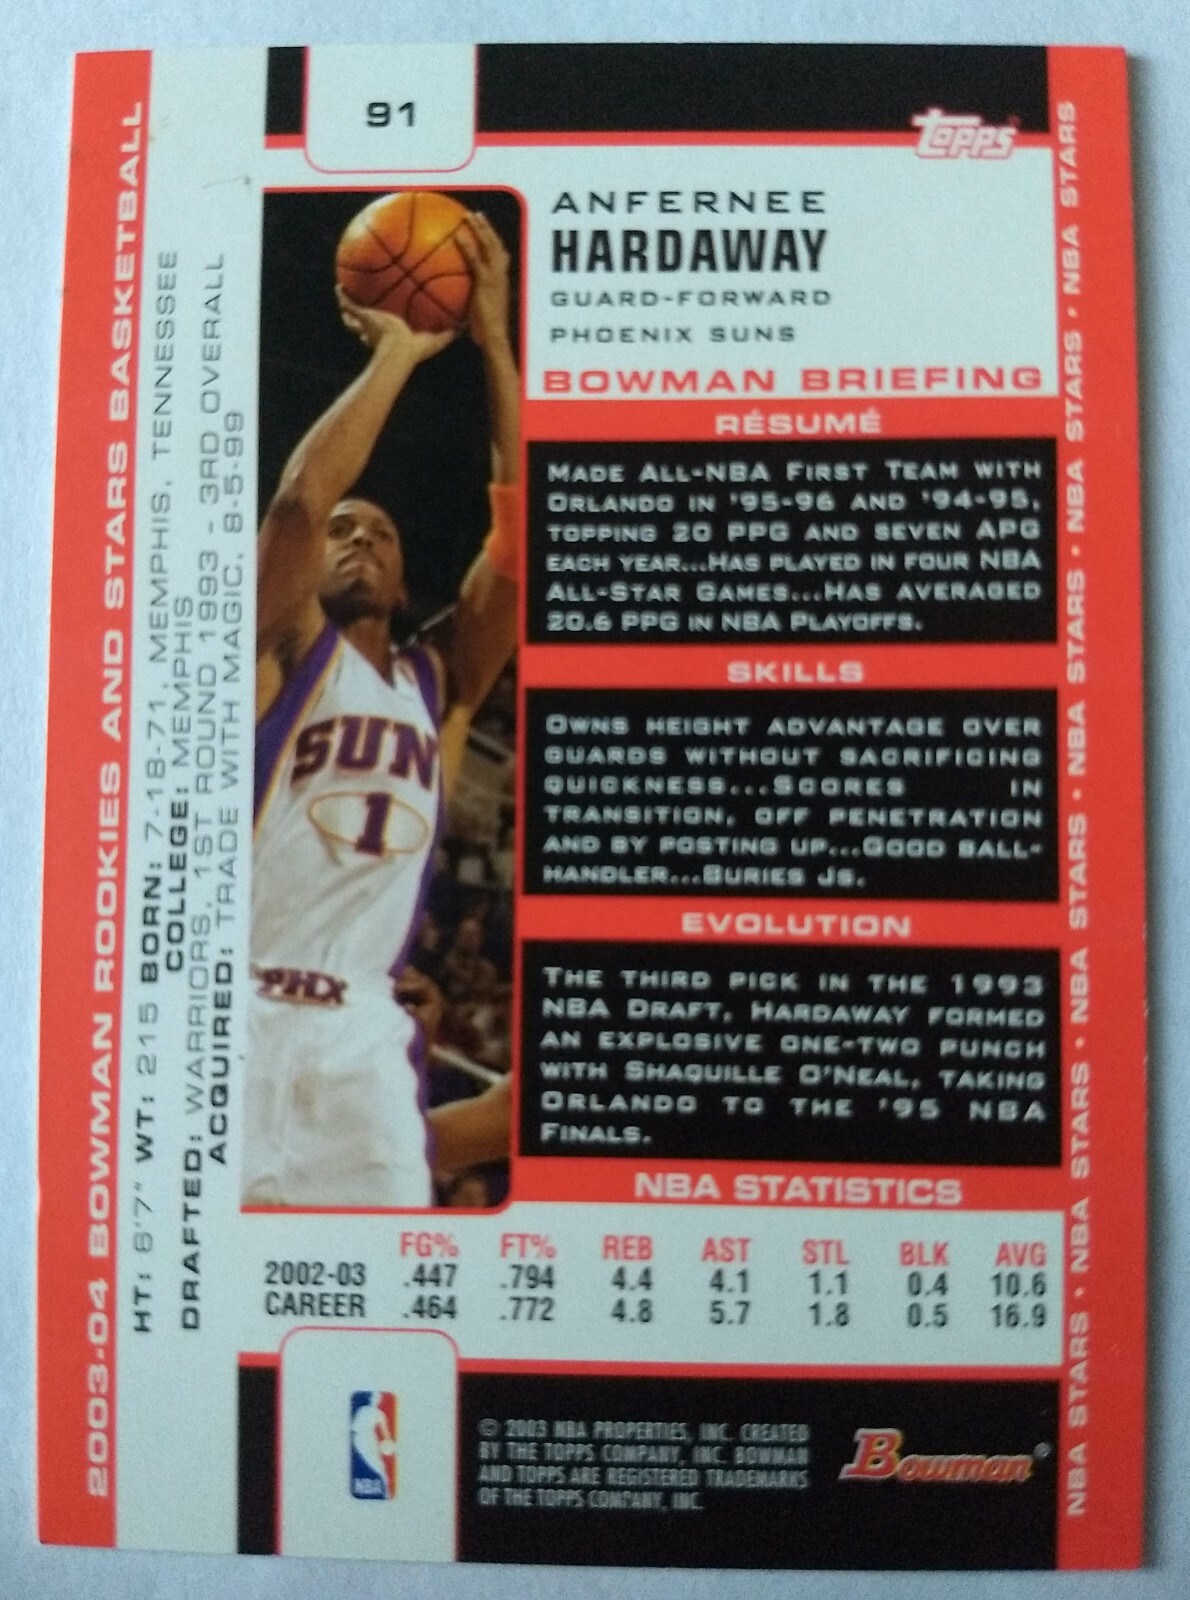 91
Topps
ANFERNEE
HARDAWAY
GUARD-FORWARD
PHOENIX SUNS
BOWMAN BRIEFING
RÉSUMÉ
MADE ALL-NBA FIRST TEAM WITH
ORLANDO IN '95-96 AND '94-95,
TOPPING 20 PPG AND SEVEN APG
EACH YEAR...HAS PLAYED IN FOUR NBA
ALL-STAR GAMES...HAS AVERAGED
20.6 PPG IN NBA PLAYOFFS.
SKILLS
OWNS HEIGHT ADVANTAGE OVER
GUARDS WITHOUT SACRIFICING
QUICKNESS...SCORES IN
TRANSITION, OFF PENETRATION
AND BY POSTING UP...GOOD BALL-
HANDLER...BURIES JS.
EVOLUTION
THE THIRD PICK IN THE 1993
NBA DRAFT, HARDAWAY FORMED
AN EXPLOSIVE ONE-TWO PUNCH
WITH SHAQUILLE O'NEAL, TAKING
ORLANDO TO THE '95 NBA
FINALS.
NBA STATISTICS
FG% FT% REB AST STL BLK AVG
2002-03 .447 .794 4.4 4.1 1.1 0.4 10.6
CAREER .464 .772 4.8 5.7 1.8 0.5 16.9
2003-04 BOWMAN ROOKIES AND STARS BASKETBALL
HT: 6'7" WT: 215 BORN: 7-18-71, MEMPHIS, TENNESSEE
COLLEGE: MEMPHIS
DRAFTED: WARRIORS, 1ST ROUND 1993 - 3RD OVERALL
ACQUIRED: TRADE WITH MAGIC, 8-5-99
SUN
1
PHX
NBA
© 2003 NBA PROPERTIES, INC. CREATED
BY THE TOPPS COMPANY, INC. BOWMAN
AND TOPPS ARE REGISTERED TRADEMARKS
OF THE TOPPS COMPANY, INC.
Bowman®
NBA STARS • NBA STARS • NBA STARS • NBA STARS • NBA STARS • NBA STARS • NBA STARS • NBA STARS • NBA STARS • NBA STARS • NBA STARS